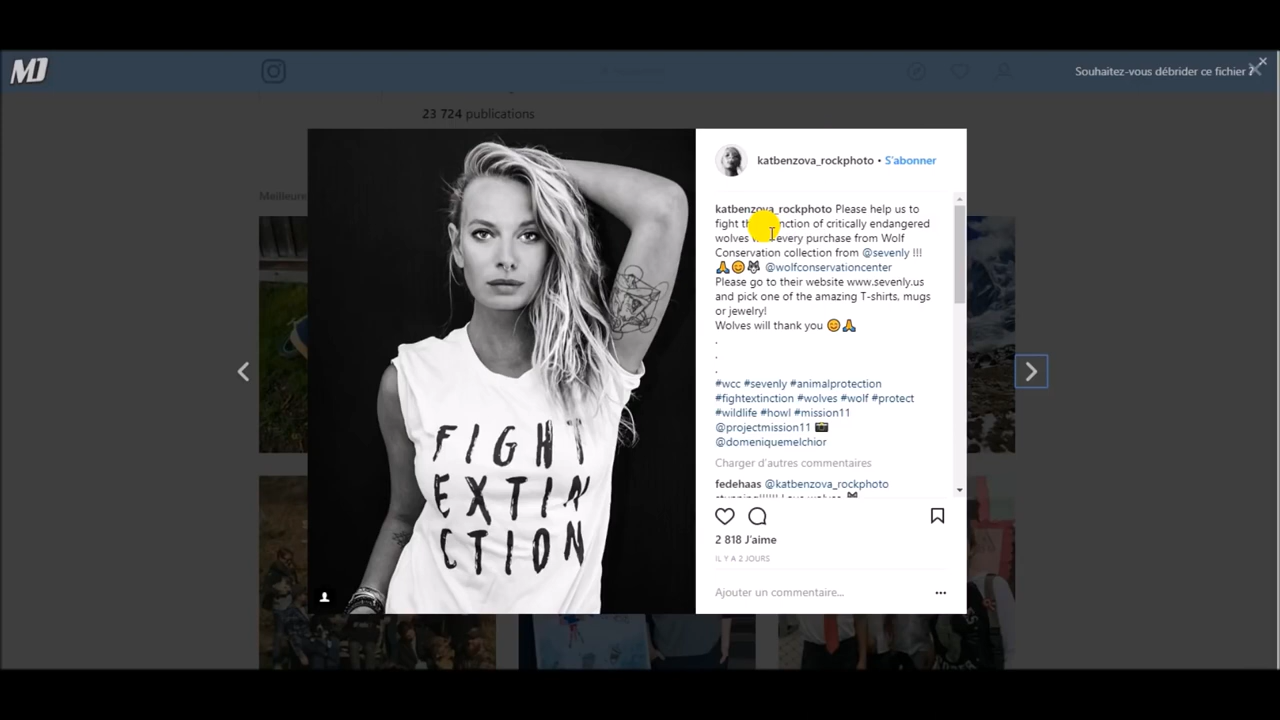 MD
Souhaitez-vous débrider ce fichier ?
23 724 publications
katbenzova_rockphoto • S'abonner
katbenzova_rockphoto Please help us to
fight of critically endangered
wolves every purchase from Wolf
Conservation collection from @sevenly !!!
🙏😊🐺 @wolfconservationcenter
Please go to their website www.sevenly.us
and pick one of the amazing T-shirts, mugs
or jewelry!
Wolves will thank you 😊🙏
.
.
.
#wcc #sevenly #animalprotection
#fightextinction #wolves #wolf #protect
#wildlife #howl #mission11
@projectmission11 📸
@domeniquemelchior
Charger d'autres commentaires
fedehaas @katbenzova_rockphoto
2 818 J'aime
IL Y A 2 JOURS
Ajouter un commentaire...
FIGHT
EXTIN
CTION